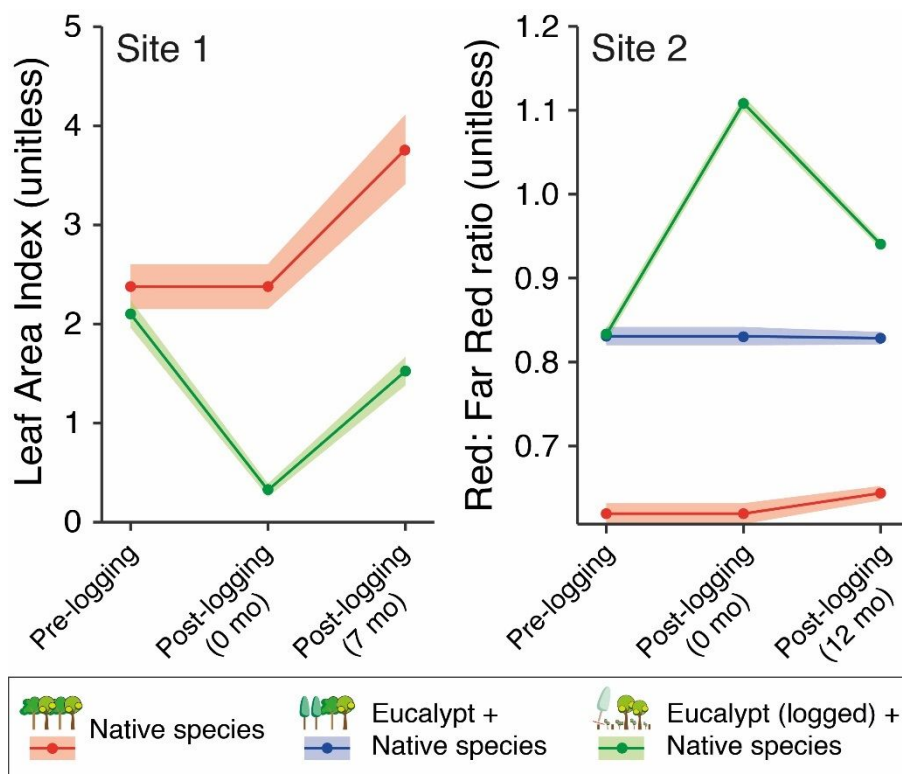 Site 1
Leaf Area Index (unitless)
5
4
3
2
1
0
Pre-logging
Post-logging
(0 mo)
Post-logging
(7 mo)
Site 2
Red: Far Red ratio (unitless)
1.2
1.1
1.0
0.9
0.8
0.7
Pre-logging
Post-logging
(0 mo)
Post-logging
(12 mo)
Native species
Eucalypt +
Native species
Eucalypt (logged) +
Native species